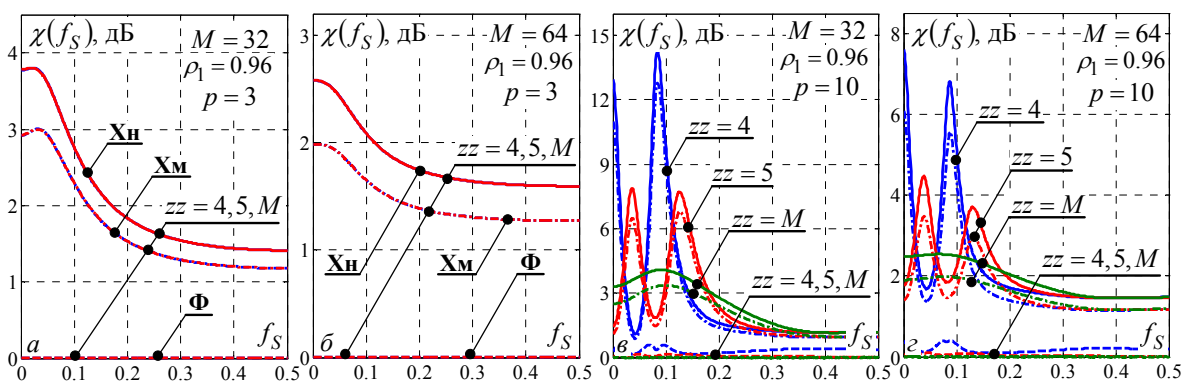 χ(f_S), дБ
M = 32
ρ₁ = 0.96
p = 3
Хн
Хм
zz = 4, 5, M
Ф
а
f_S
4
3
2
1
0
0 0.1 0.2 0.3 0.4 0.5
χ(f_S), дБ
M = 64
ρ₁ = 0.96
p = 3
zz = 4, 5, M
Хн
Хм
Ф
б
f_S
3
2
1
0
0 0.1 0.2 0.3 0.4 0.5
χ(f_S), дБ
M = 32
ρ₁ = 0.96
p = 10
zz = 4
zz = 5
zz = M
zz = 4, 5, M
в
f_S
15
12
9
6
3
0
0 0.1 0.2 0.3 0.4 0.5
χ(f_S), дБ
M = 64
ρ₁ = 0.96
p = 10
zz = 4
zz = 5
zz = M
zz = 4, 5, M
г
f_S
8
6
4
2
0
0 0.1 0.2 0.3 0.4 0.5